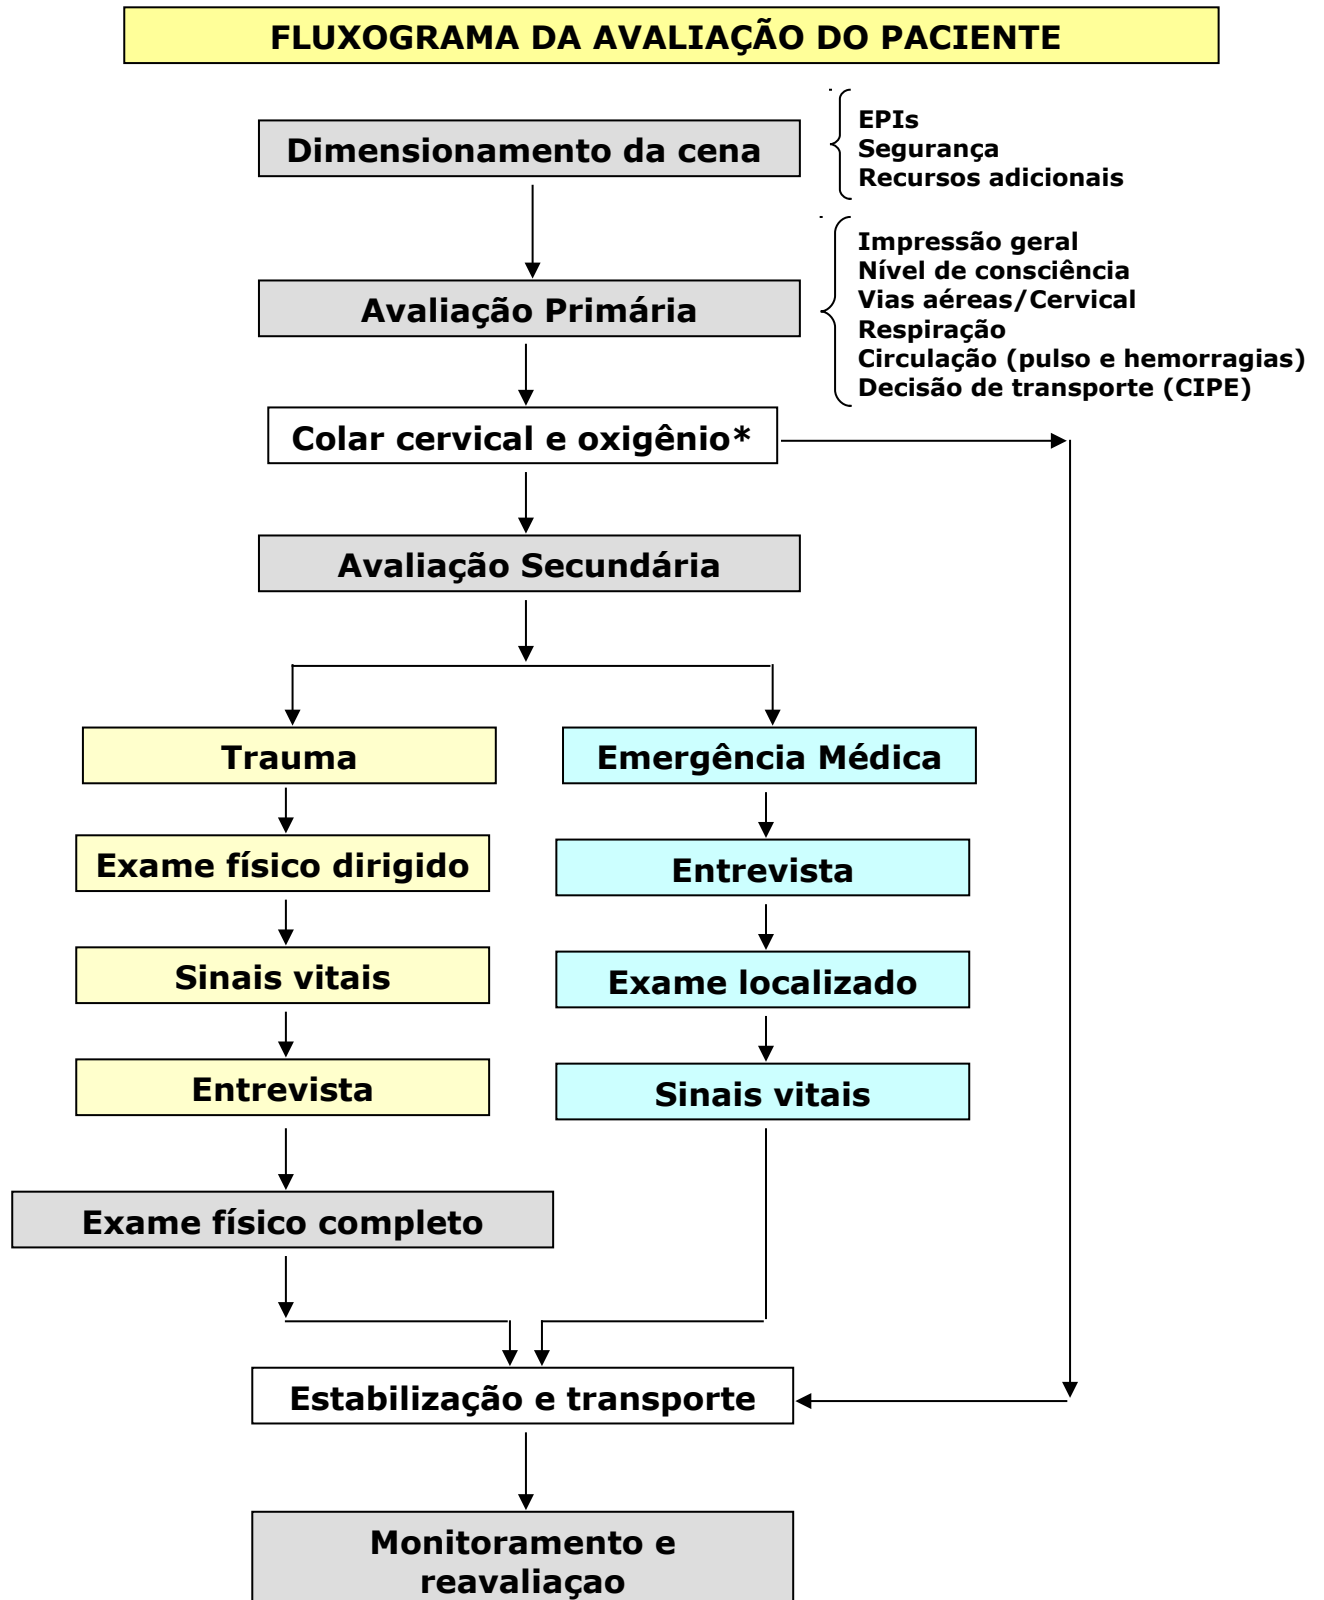 FLUXOGRAMA DA AVALIAÇÃO DO PACIENTE
Dimensionamento da cena
EPIs
Segurança
Recursos adicionais
Avaliação Primária
Impressão geral
Nível de consciência
Vias aéreas/Cervical
Respiração
Circulação (pulso e hemorragias)
Decisão de transporte (CIPE)
Colar cervical e oxigênio*
Avaliação Secundária
Trauma
Exame físico dirigido
Sinais vitais
Entrevista
Exame físico completo
Emergência Médica
Entrevista
Exame localizado
Sinais vitais
Estabilização e transporte
Monitoramento e
reavaliaçao